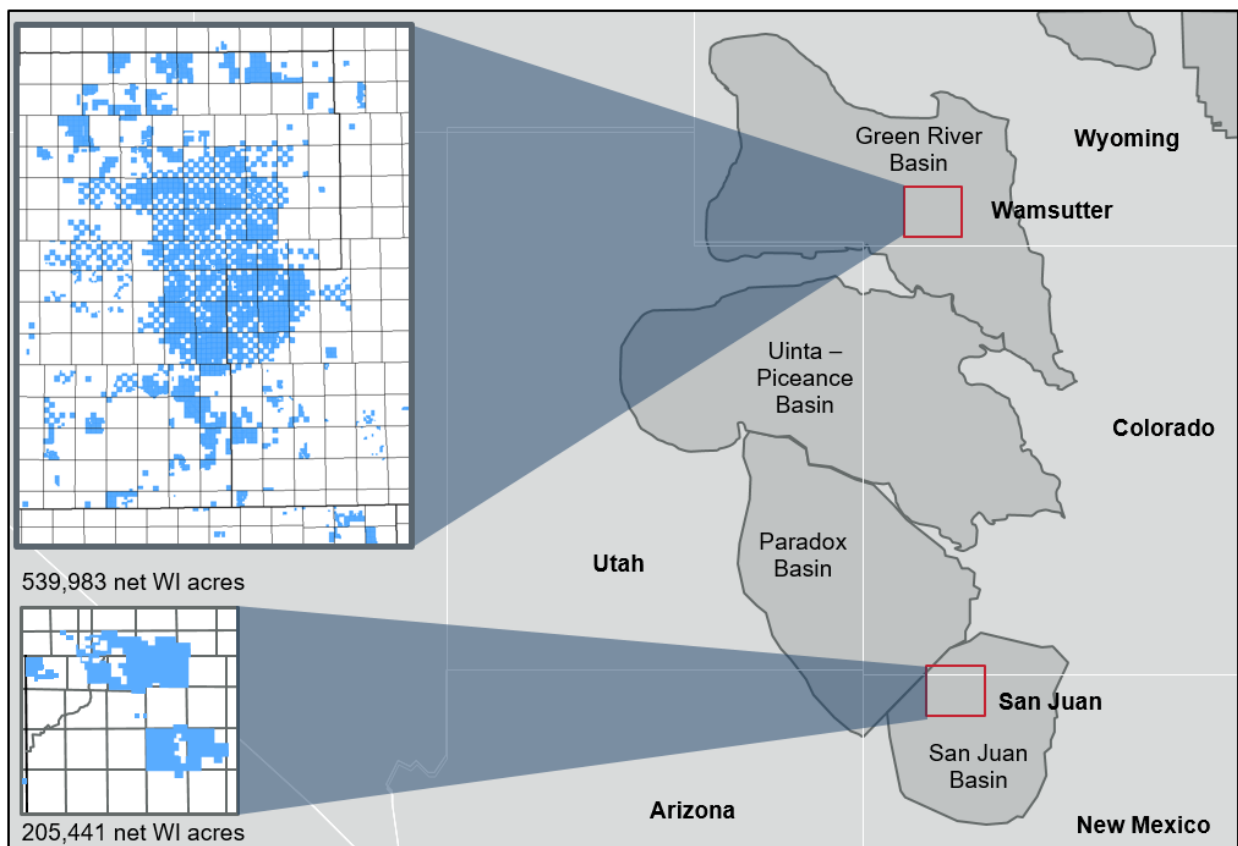 Green River
Basin
Wyoming
Wamsutter
Uinta –
Piceance
Basin
Colorado
Paradox
Basin
Utah
539,983 net WI acres
San Juan
San Juan
Basin
Arizona
205,441 net WI acres
New Mexico